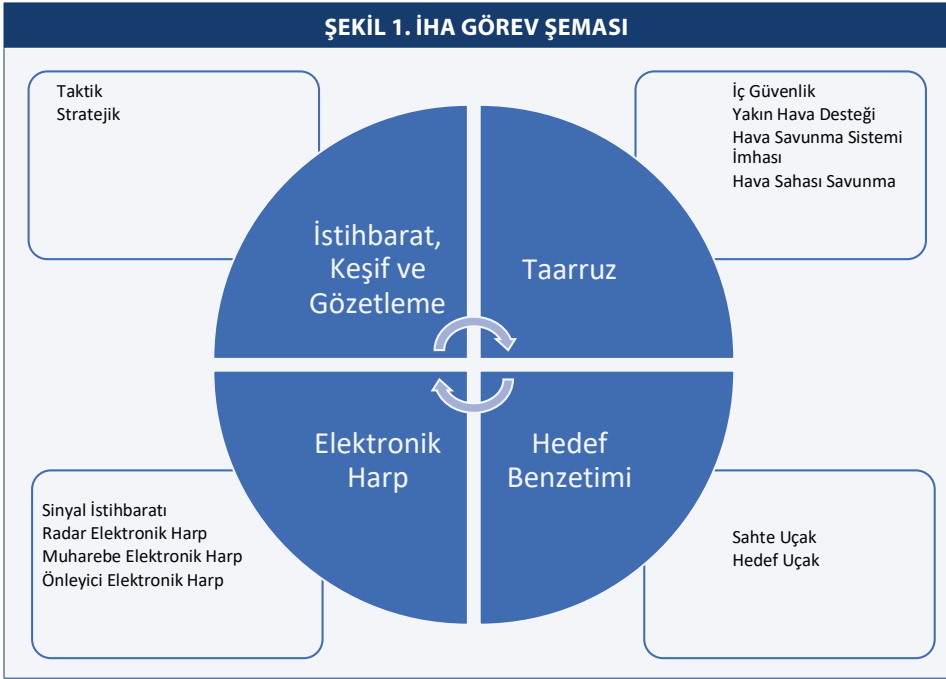 ŞEKİL 1. İHA GÖREV ŞEMASI
Taktik
Stratejik
İç Güvenlik
Yakın Hava Desteği
Hava Savunma Sistemi
İmhası
Hava Sahası Savunma
İstihbarat,
Keşif ve
Gözetleme
Taarruz
Elektronik
Harp
Hedef
Benzetimi
Sinyal İstihbaratı
Radar Elektronik Harp
Muharebe Elektronik Harp
Önleyici Elektronik Harp
Sahte Uçak
Hedef Uçak